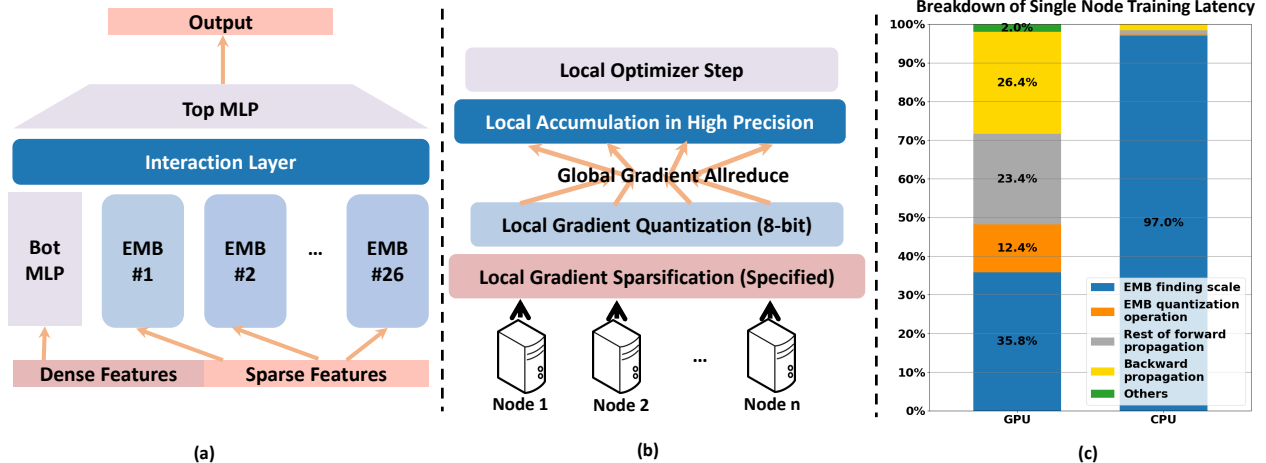 Output
Top MLP
Interaction Layer
Bot
MLP
EMB
#1
EMB
#2
...
EMB
#26
Dense Features
Sparse Features
(a)
Local Optimizer Step
Local Accumulation in High Precision
Global Gradient Allreduce
Local Gradient Quantization (8-bit)
Local Gradient Sparsification (Specified)
...
Node 1
Node 2
Node n
(b)
Breakdown of Single Node Training Latency
100%
90%
80%
70%
60%
50%
40%
30%
20%
10%
0%
2.0%
26.4%
23.4%
12.4%
35.8%
97.0%
EMB finding scale
EMB quantization
operation
Rest of forward
propagation
Backward
propagation
Others
GPU
CPU
(c)